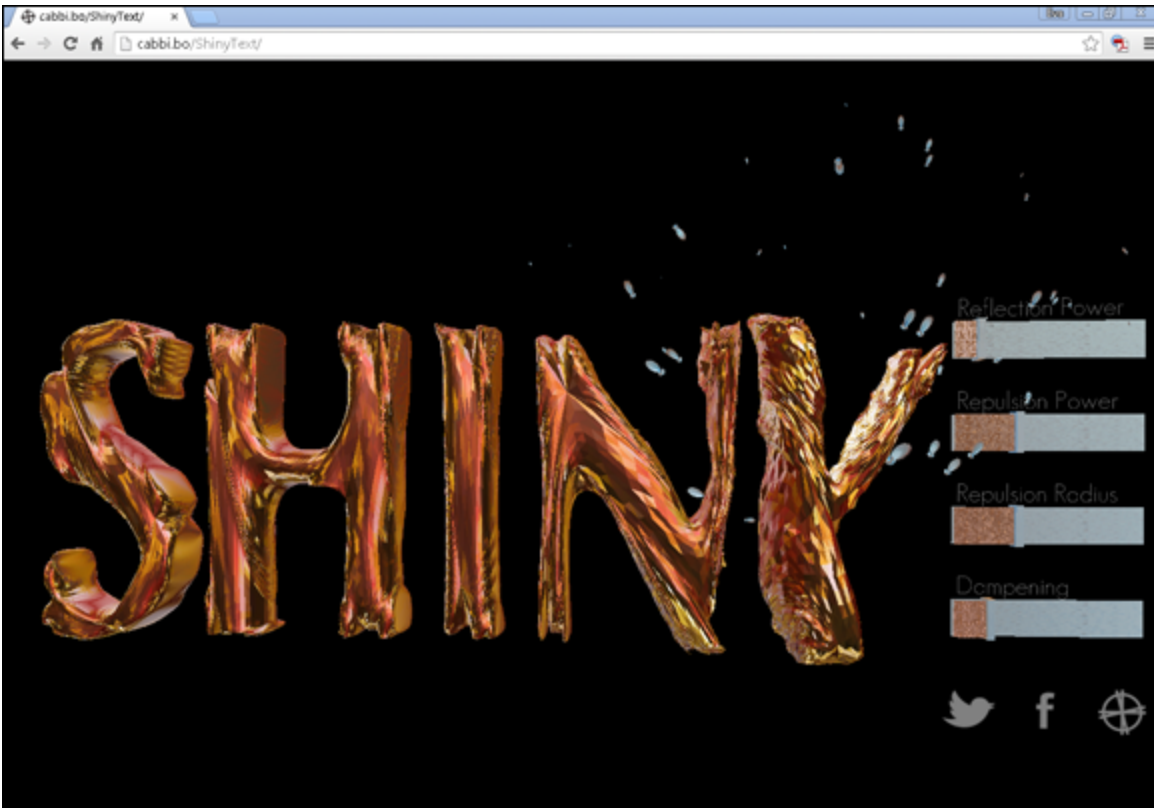 cabbi.bo/ShinyText/
cabbi.bo/ShinyText/
SHINY
Reflection Power
Repulsion Power
Repulsion Radius
Dampening